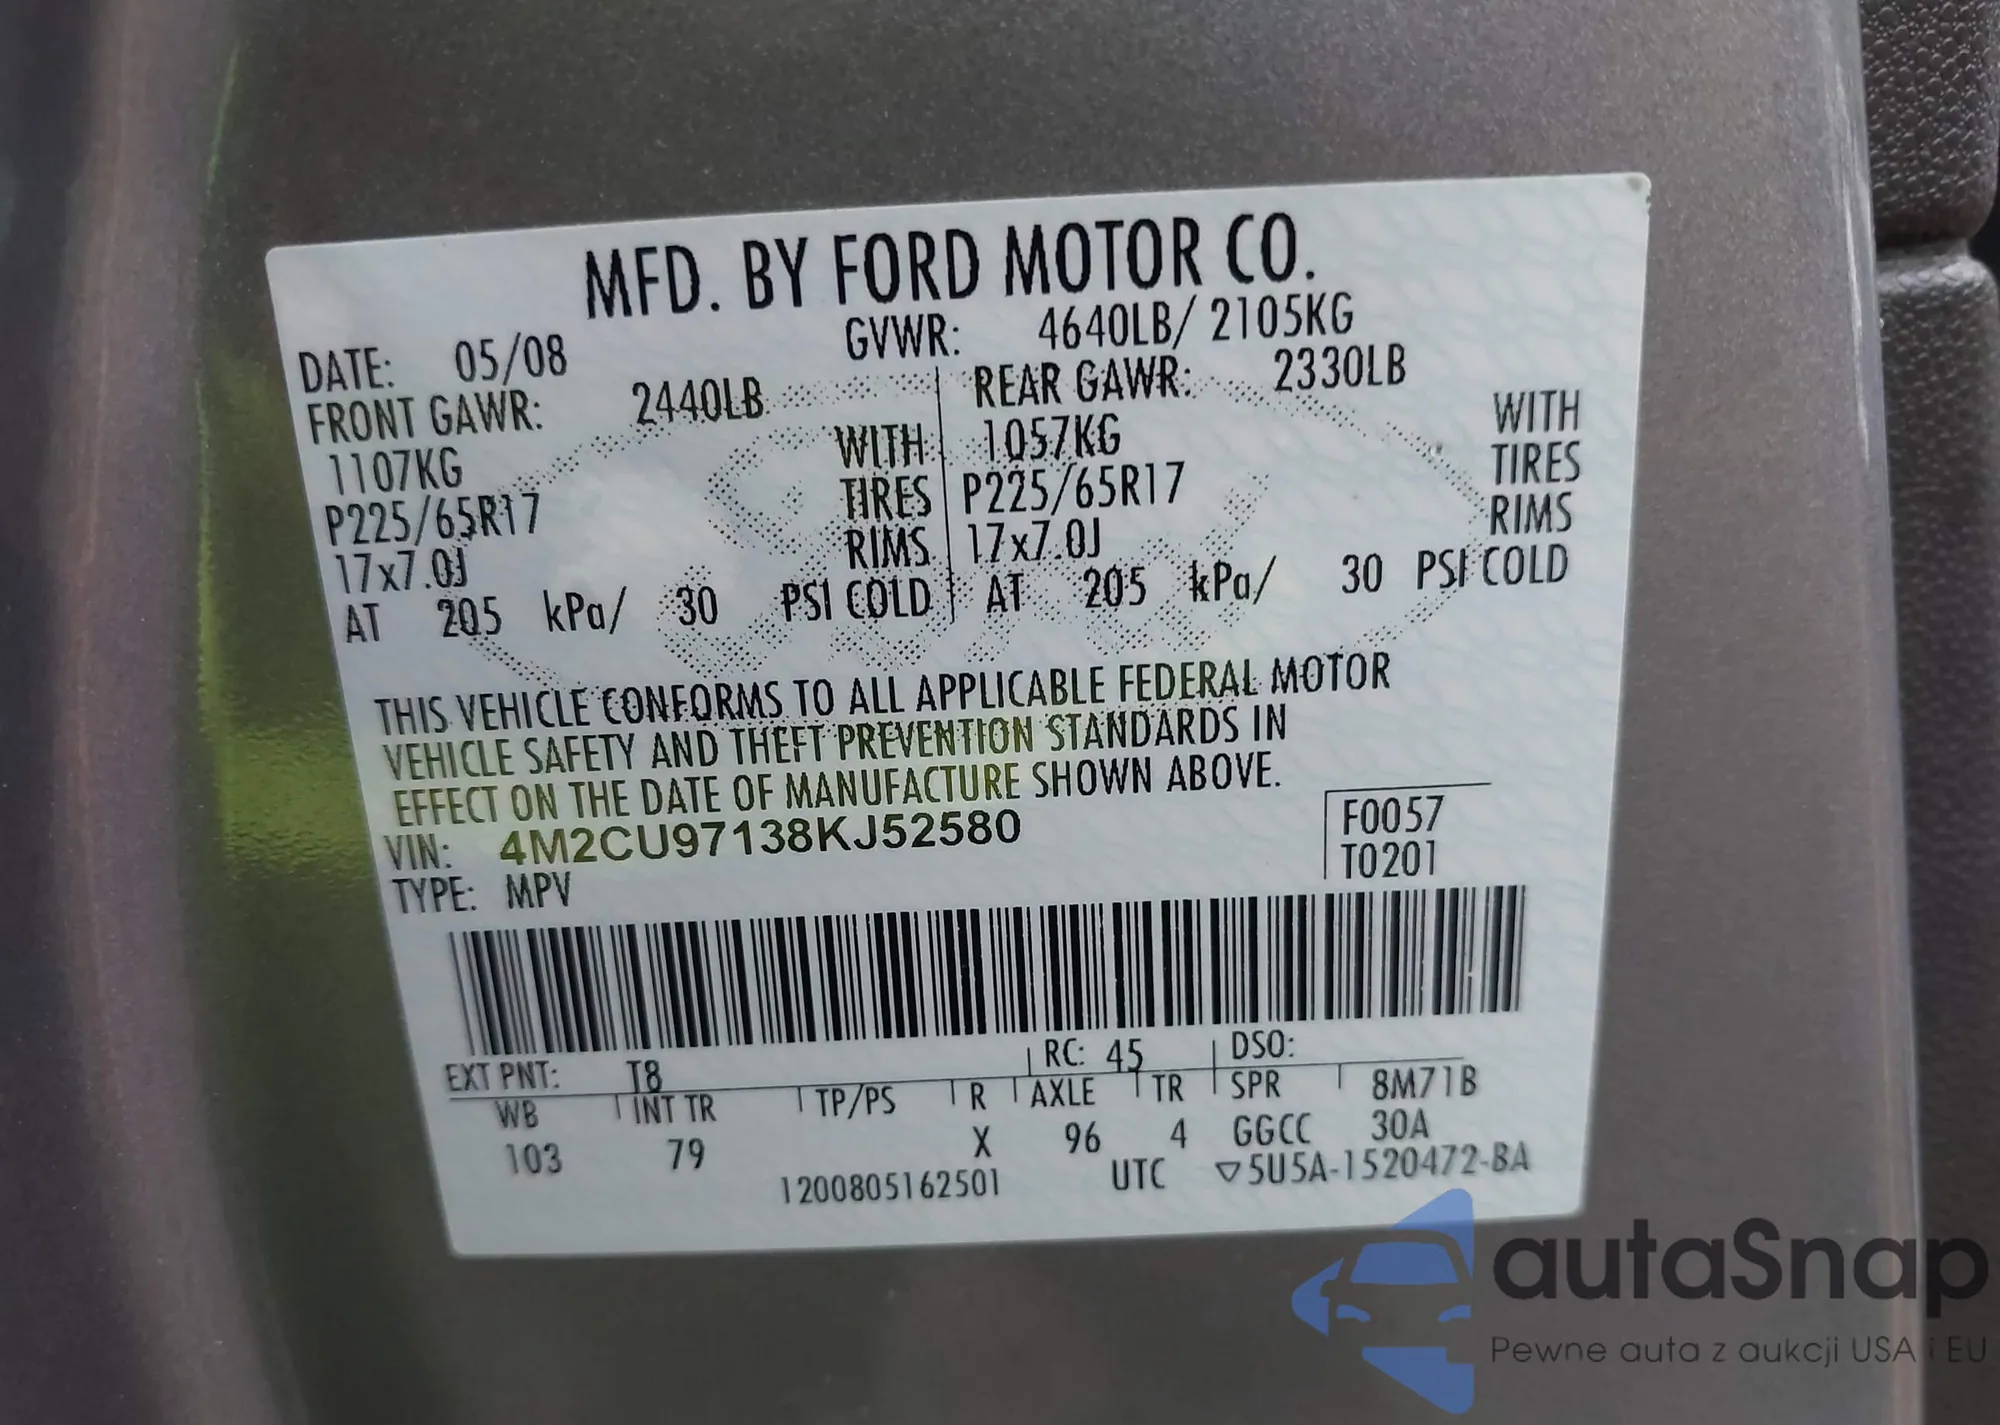 MFD. BY FORD MOTOR CO.
DATE: 05/08 GVWR: 4640LB/ 2105KG
FRONT GAWR: 2440LB REAR GAWR: 2330LB
1107KG WITH 1057KG WITH
P225/65R17 TIRES P225/65R17 TIRES
17x7.0J RIMS 17x7.0J RIMS
AT 205 kPa/ 30 PSI COLD AT 205 kPa/ 30 PSI COLD
THIS VEHICLE CONFORMS TO ALL APPLICABLE FEDERAL MOTOR
VEHICLE SAFETY AND THEFT PREVENTION STANDARDS IN
EFFECT ON THE DATE OF MANUFACTURE SHOWN ABOVE.
VIN: 4M2CU97138KJ52580 F0057
TYPE: MPV T0201
EXT PNT: T8 RC: 45 DSO:
WB INT TR TP/PS R AXLE TR SPR 8M71B
103 79 X 96 4 GGCC 30A
1200805162501 UTC ▽5U5A-1520472-BA
autaSnap
Pewne auta z aukcji USA i EU